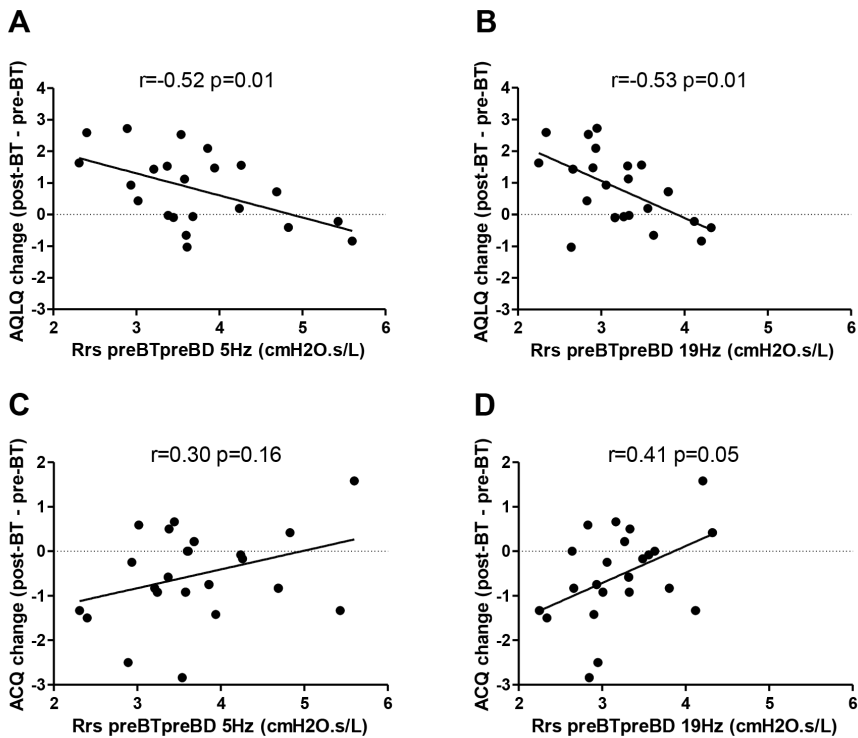 A
r=-0.52 p=0.01
AQLQ change (post-BT - pre-BT)
4
3
2
1
0
-1
-2
-3
2 3 4 5 6
Rrs preBTpreBD 5Hz (cmH2O.s/L)
B
r=-0.53 p=0.01
AQLQ change (post-BT - pre-BT)
4
3
2
1
0
-1
-2
-3
2 3 4 5 6
Rrs preBTpreBD 19Hz (cmH2O.s/L)
C
r=0.30 p=0.16
ACQ change (post-BT - pre-BT)
2
1
0
-1
-2
-3
2 3 4 5 6
Rrs preBTpreBD 5Hz (cmH2O.s/L)
D
r=0.41 p=0.05
ACQ change (post-BT - pre-BT)
2
1
0
-1
-2
-3
2 3 4 5 6
Rrs preBTpreBD 19Hz (cmH2O.s/L)